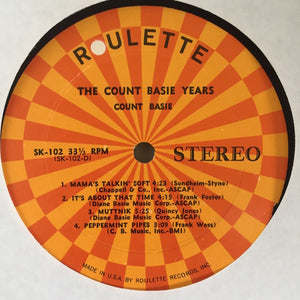 ROULETTE
THE COUNT BASIE YEARS
COUNT BASIE
SK-102 33⅓ RPM
(SK-102-D)
STEREO
1. MAMA'S TALKIN' SOFT 4:23 (Sondheim-Styne)
(Chappell & Co., Inc.-ASCAP)
2. IT'S ABOUT THAT TIME 4:15 (Frank Foster)
Diane Basie Music Corp.-ASCAP)
3. MUTTNIK 5:25 (Quincy Jones)
Diane Basie Music Corp.-ASCAP)
4. PEPPERMINT PIPES 3:09 (Frank Wass)
(C. B. Music, Inc.-BMI)
MADE IN U.S.A. BY ROULETTE RECORDS, INC.